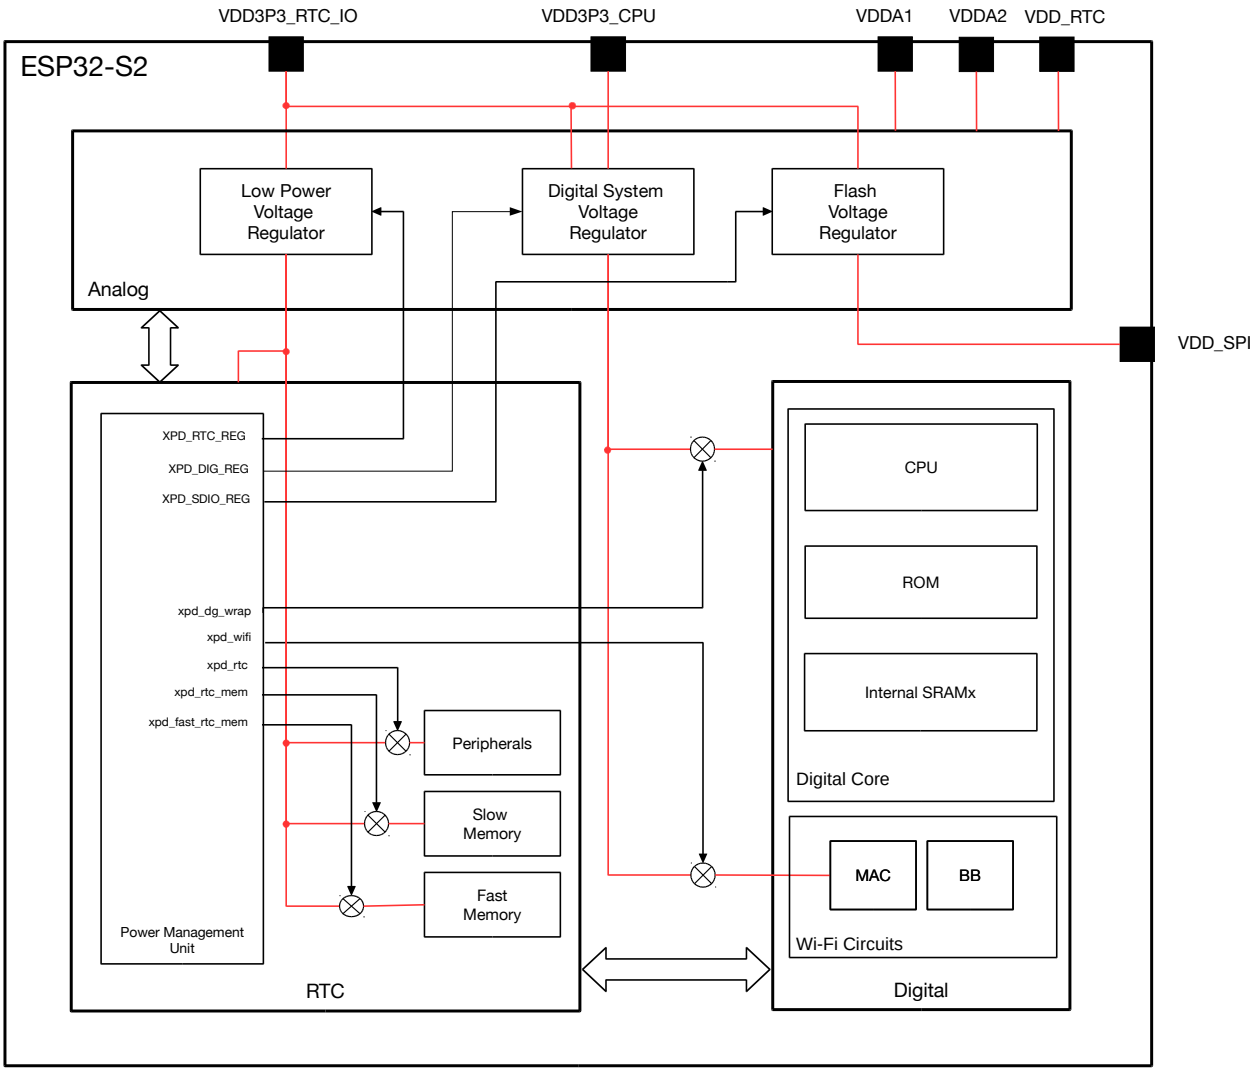 VDD3P3_RTC_IO
VDD3P3_CPU
VDDA1
VDDA2
VDD_RTC
ESP32-S2
Low Power
Voltage
Regulator
Digital System
Voltage
Regulator
Flash
Voltage
Regulator
Analog
VDD_SPI
XPD_RTC_REG
XPD_DIG_REG
XPD_SDIO_REG
xpd_dg_wrap
xpd_wifi
xpd_rtc
xpd_rtc_mem
xpd_fast_rtc_mem
Power Management
Unit
Peripherals
Slow
Memory
Fast
Memory
RTC
CPU
ROM
Internal SRAMx
Digital Core
MAC
BB
Wi-Fi Circuits
Digital